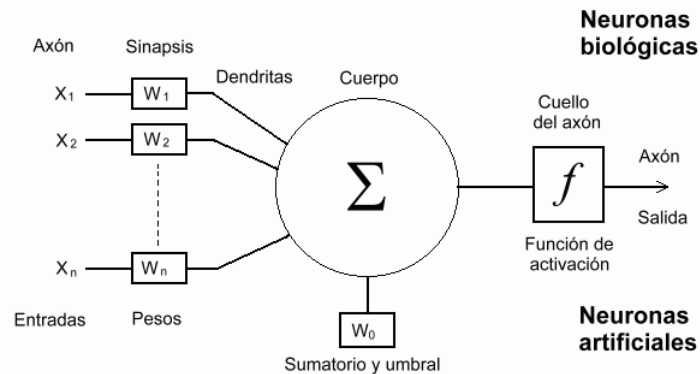 Neuronas
biológicas
Axón
Sinapsis
Dendritas
Cuerpo
Cuello
del axón
X1
W1
X2
W2
Σ
f
Axón
Salida
Xn
Wn
Función de
activación
Entradas
Pesos
W0
Sumatorio y umbral
Neuronas
artificiales